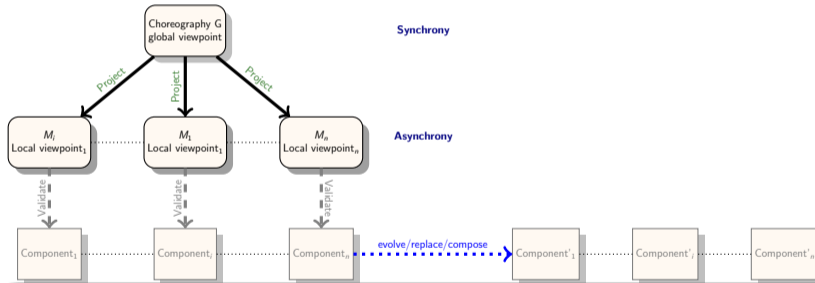 Choreography G
global viewpoint
Synchrony
Project
Project
Project
Mᵢ
Local viewpoint₁
M₁
Local viewpoint₁
Mₙ
Local viewpointₙ
Asynchrony
Validate
Validate
Validate
Component₁
Componentᵢ
Componentₙ
evolve/replace/compose
Component'₁
Component'ᵢ
Component'ₙ